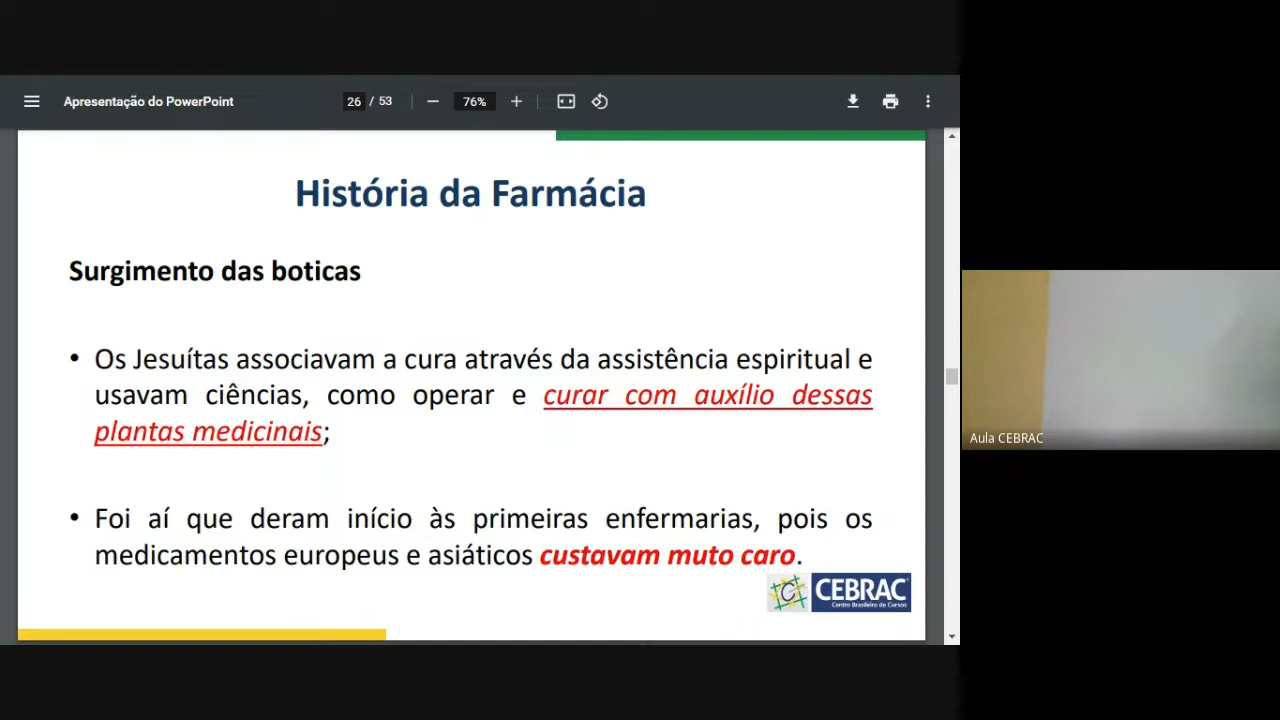 Apresentação do PowerPoint
26 / 53
76%
História da Farmácia
Surgimento das boticas
• Os Jesuítas associavam a cura através da assistência espiritual e
usavam ciências, como operar e curar com auxílio dessas
plantas medicinais;
• Foi aí que deram início às primeiras enfermarias, pois os
medicamentos europeus e asiáticos custavam muto caro.
CEBRAC
Centro Brasileiro de Cursos
Aula CEBRAC